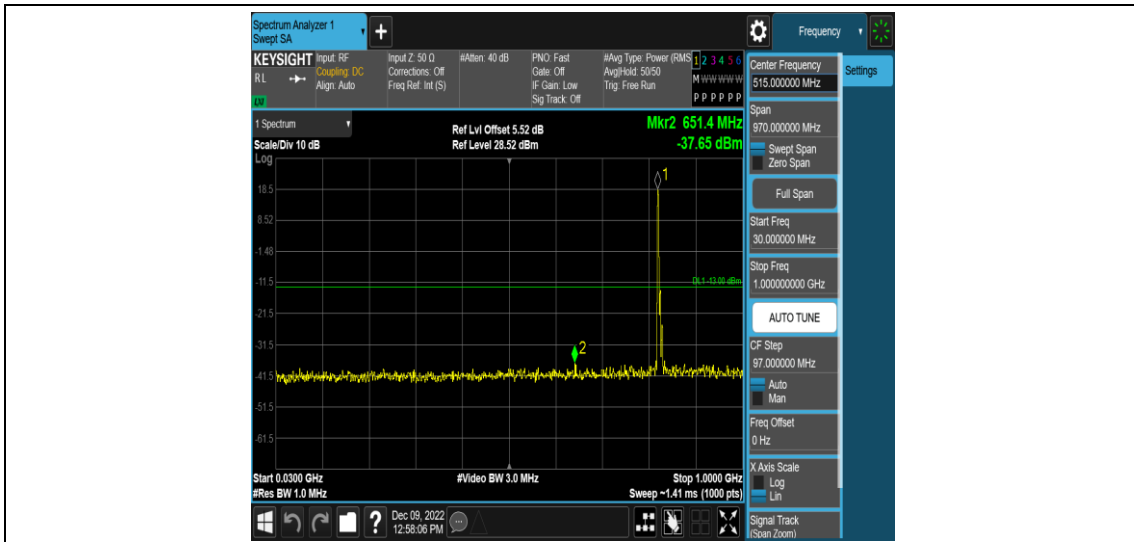 Spectrum Analyzer 1
Swept SA
+
Frequency
KEYSIGHT
RL
LM
Input: RF
Coupling: DC
Align: Auto
Input Z: 50 Ω
Corrections: Off
Freq Ref: Int (S)
#Atten: 40 dB
PNO: Fast
Gate: Off
IF Gain: Low
Sig Track: Off
#Avg Type: Power (RMS
Avg|Hold: 50/50
Trig: Free Run
1 2 3 4 5 6
M W W W W W
P P P P P P
1 Spectrum
Scale/Div 10 dB
Ref Lvl Offset 5.52 dB
Ref Level 28.52 dBm
Mkr2 651.4 MHz
-37.65 dBm
Log
1
18.5
8.52
-1.48
-11.5
DL1 -13.00 dBm
-21.5
-31.5
2
-41.5
-51.5
-61.5
Start 0.0300 GHz
#Res BW 1.0 MHz
#Video BW 3.0 MHz
Stop 1.0000 GHz
Sweep ~1.41 ms (1000 pts)
?
Dec 09, 2022
12:58:06 PM
Center Frequency
515.000000 MHz
Settings
Span
970.000000 MHz
Swept Span
Zero Span
Full Span
Start Freq
30.000000 MHz
Stop Freq
1.000000000 GHz
AUTO TUNE
CF Step
97.000000 MHz
Auto
Man
Freq Offset
0 Hz
X Axis Scale
Log
Lin
Signal Track
(Span Zoom)